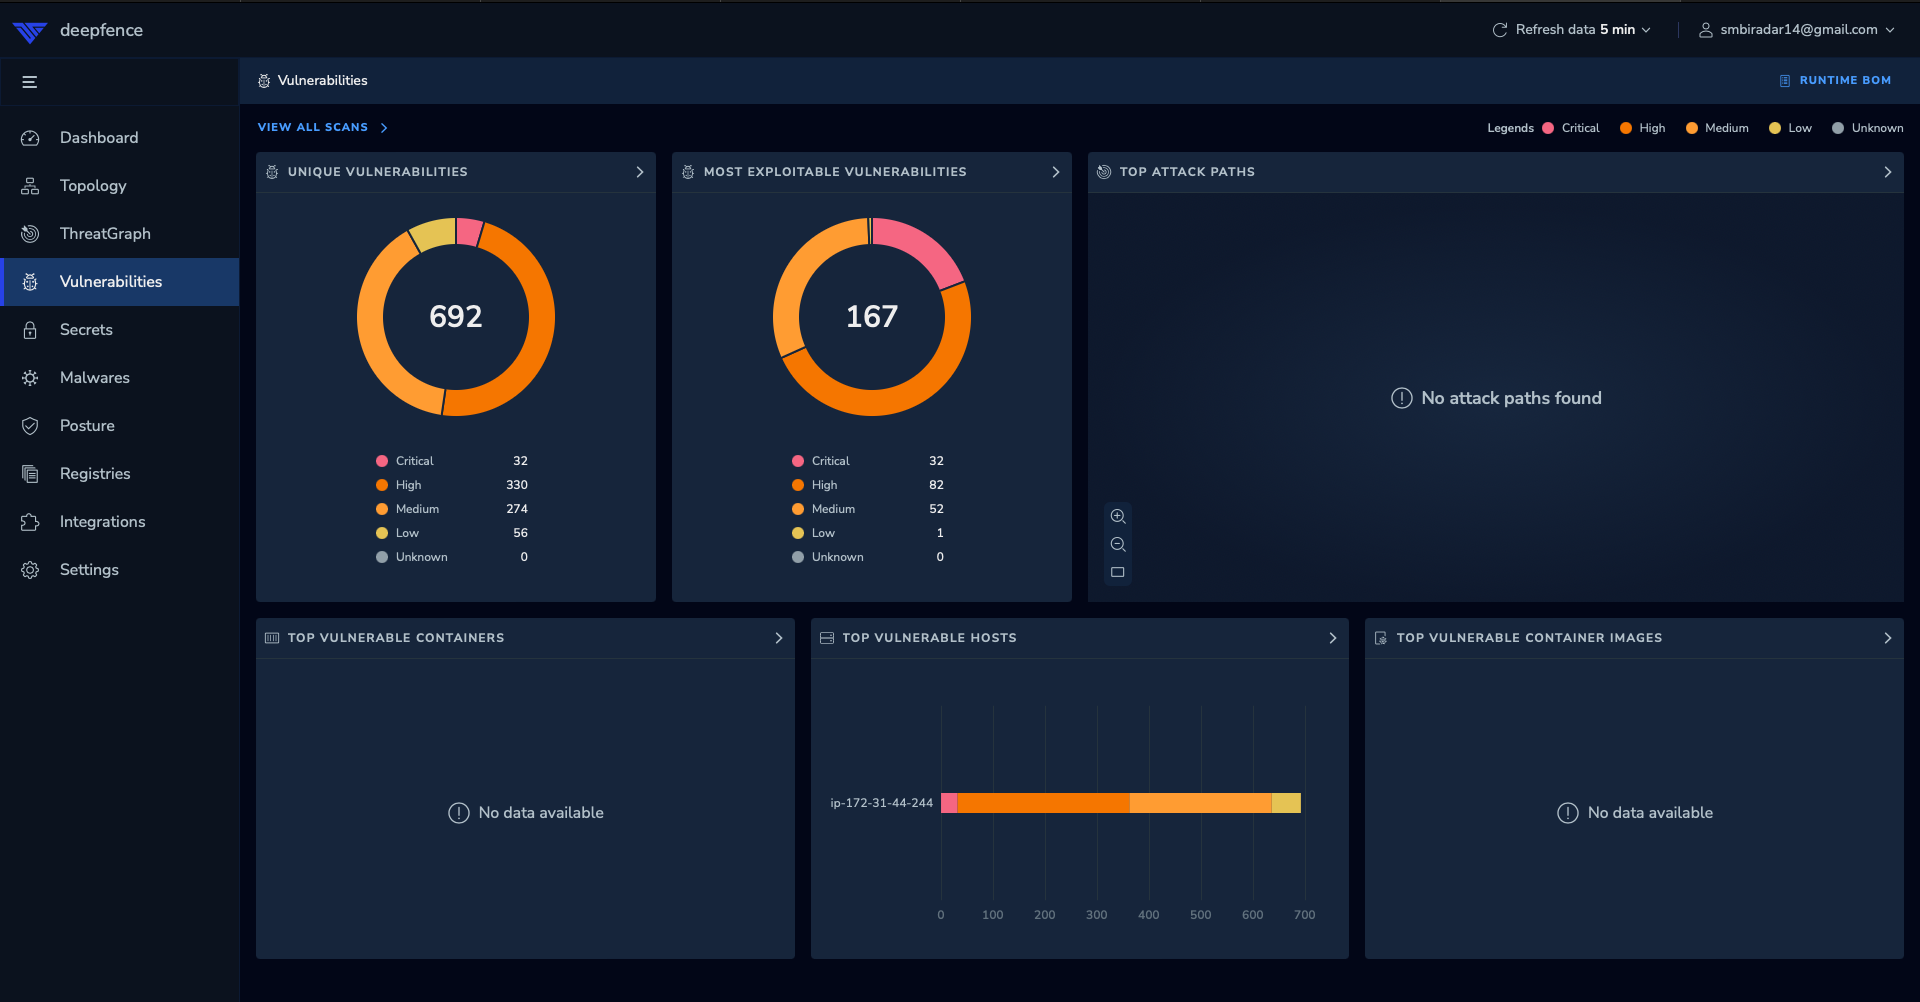 deepfence
Refresh data 5 min
smbiradar14@gmail.com
Vulnerabilities
RUNTIME BOM
Dashboard
Topology
ThreatGraph
Vulnerabilities
Secrets
Malwares
Posture
Registries
Integrations
Settings
VIEW ALL SCANS
Legends Critical High Medium Low Unknown
UNIQUE VULNERABILITIES
692
Critical 32
High 330
Medium 274
Low 56
Unknown 0
MOST EXPLOITABLE VULNERABILITIES
167
Critical 32
High 82
Medium 52
Low 1
Unknown 0
TOP ATTACK PATHS
No attack paths found
TOP VULNERABLE CONTAINERS
No data available
TOP VULNERABLE HOSTS
ip-172-31-44-244
0 100 200 300 400 500 600 700
TOP VULNERABLE CONTAINER IMAGES
No data available